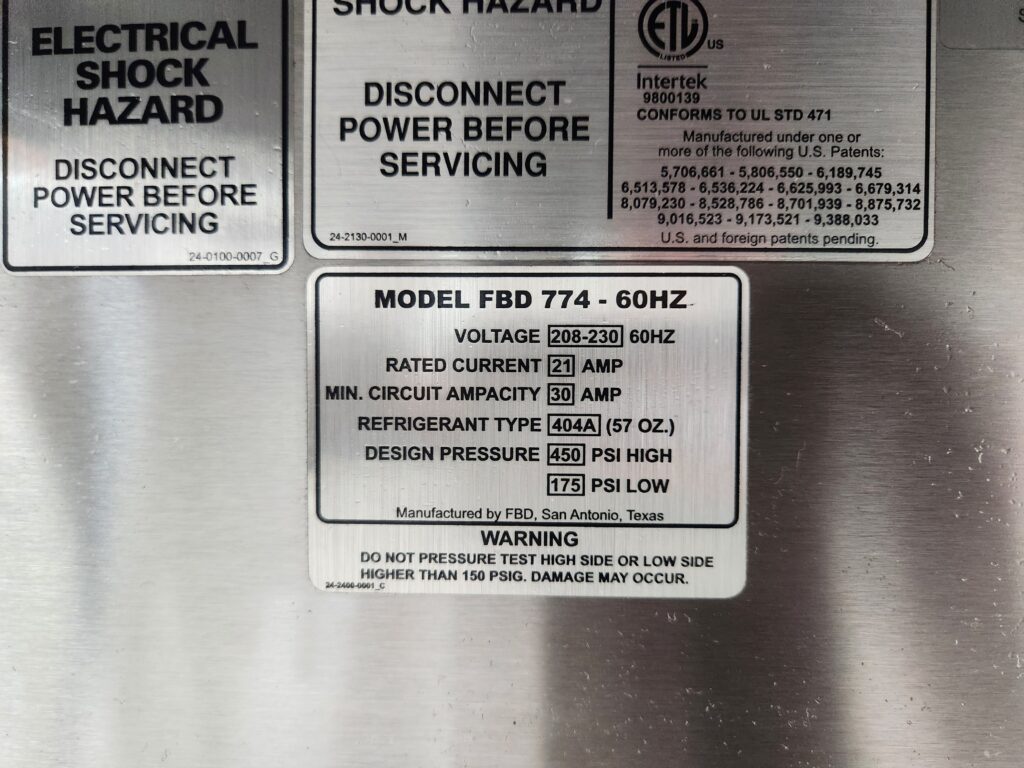 ELECTRICAL
SHOCK
HAZARD
DISCONNECT
POWER BEFORE
SERVICING
24-0100-0007_G
SHOCK HAZARD
DISCONNECT
POWER BEFORE
SERVICING
24-2130-0001_M
ETL
LISTED
US
Intertek
9800139
CONFORMS TO UL STD 471
Manufactured under one or
more of the following U.S. Patents:
5,706,661 - 5,806,550 - 6,189,745
6,513,578 - 6,536,224 - 6,625,993 - 6,679,314
8,079,230 - 8,528,786 - 8,701,939 - 8,875,732
9,016,523 - 9,173,521 - 9,388,033
U.S. and foreign patents pending.
MODEL FBD 774 - 60HZ
VOLTAGE 208-230 60HZ
RATED CURRENT 21 AMP
MIN. CIRCUIT AMPACITY 30 AMP
REFRIGERANT TYPE 404A (57 OZ.)
DESIGN PRESSURE 450 PSI HIGH
175 PSI LOW
Manufactured by FBD, San Antonio, Texas
WARNING
DO NOT PRESSURE TEST HIGH SIDE OR LOW SIDE
HIGHER THAN 150 PSIG. DAMAGE MAY OCCUR.
24-2400-0001_C